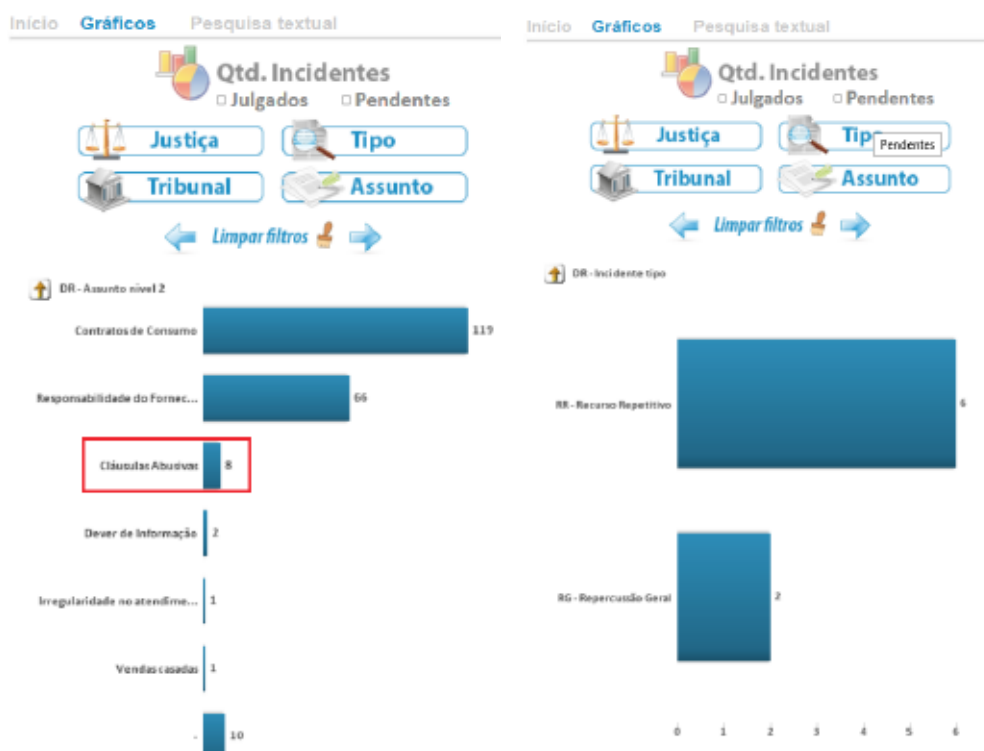 Início Gráficos Pesquisa textual
Qtd. Incidentes
Julgados Pendentes
Justiça Tipo
Tribunal Assunto
Limpar filtros
DR - Assunto nivel 2
Contratos de Consumo 119
Responsabilidade do Fornec... 66
Cláusulas Abusivas 8
Dever de Informação 2
Irregularidade no atendime... 1
Vendas casadas 1
- 10
Início Gráficos Pesquisa textual
Qtd. Incidentes
Julgados Pendentes
Justiça Tipo
Pendentes
Tribunal Assunto
Limpar filtros
DR - Incidente tipo
RR - Recurso Repetitivo 6
RG - Repercussão Geral 2
0 1 2 3 4 5 6